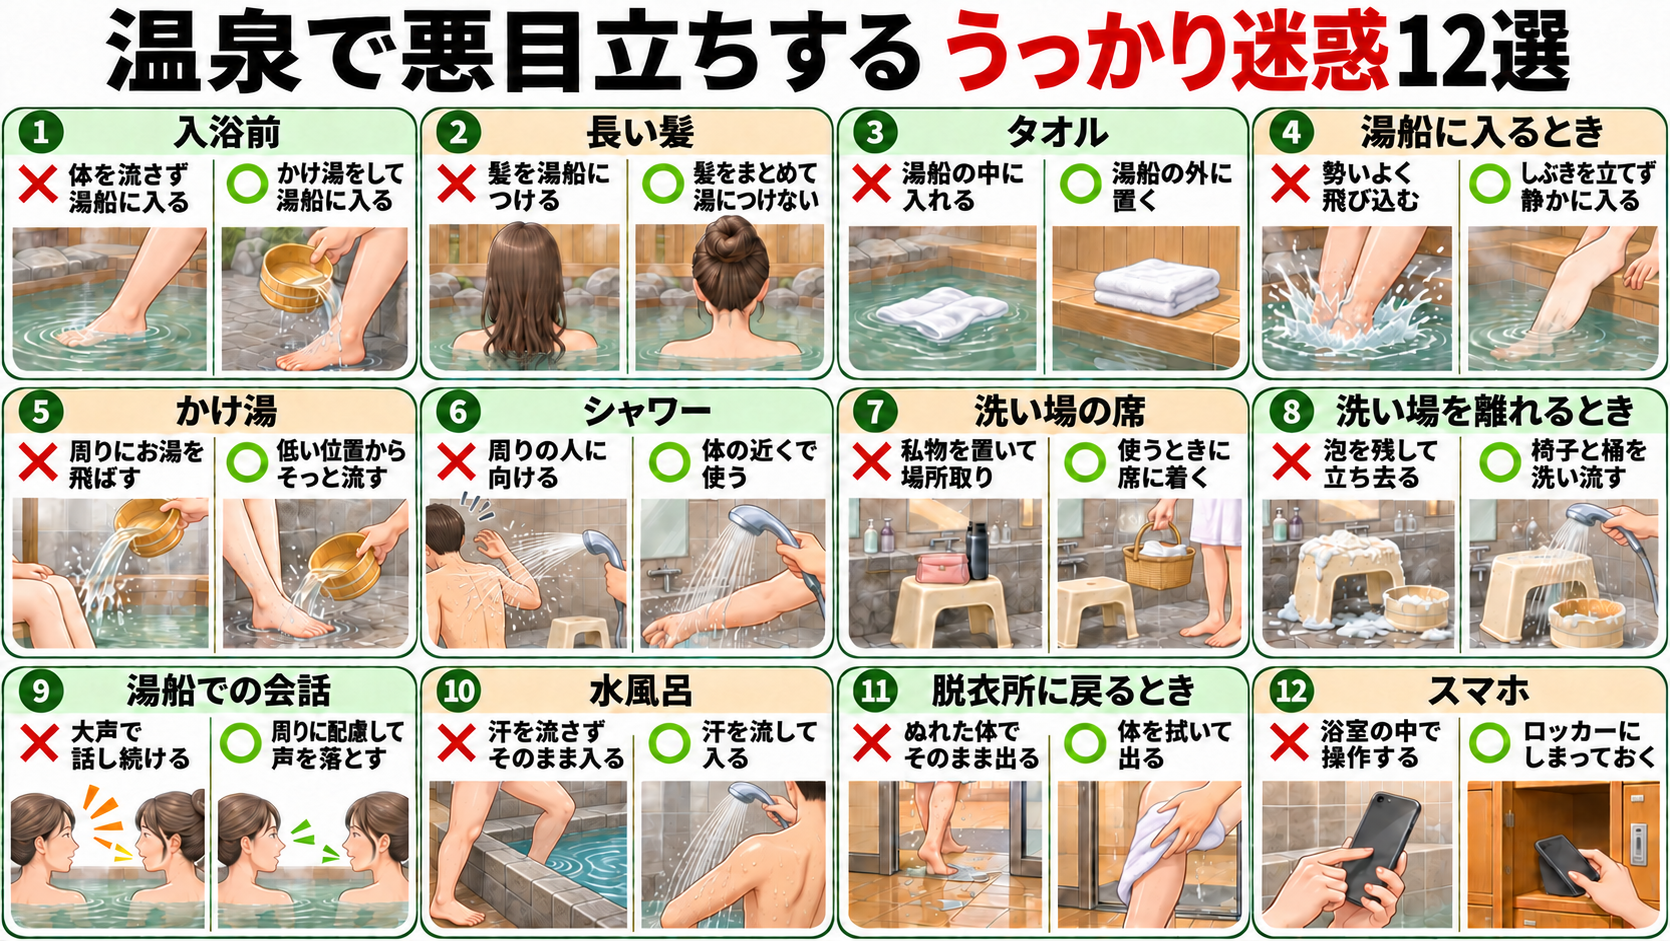 温泉で悪目立ちするうっかり迷惑12選
1 入浴前
体を流さず
湯船に入る
かけ湯をして
湯船に入る
2 長い髪
髪を湯船に
つける
髪をまとめて
湯につけない
3 タオル
湯船の中に
入れる
湯船の外に
置く
4 湯船に入るとき
勢いよく
飛び込む
しぶきを立てず
静かに入る
5 かけ湯
周りにお湯を
飛ばす
低い位置から
そっと流す
6 シャワー
周りの人に
向ける
体の近くで
使う
7 洗い場の席
私物を置いて
場所取り
使うときに
席に着く
8 洗い場を離れるとき
泡を残して
立ち去る
椅子と桶を
洗い流す
9 湯船での会話
大声で
話し続ける
周りに配慮して
声を落とす
10 水風呂
汗を流さず
そのまま入る
汗を流して
入る
11 脱衣所に戻るとき
ぬれた体で
そのまま出る
体を拭いて
出る
12 スマホ
浴室の中で
操作する
ロッカーに
しまっておく